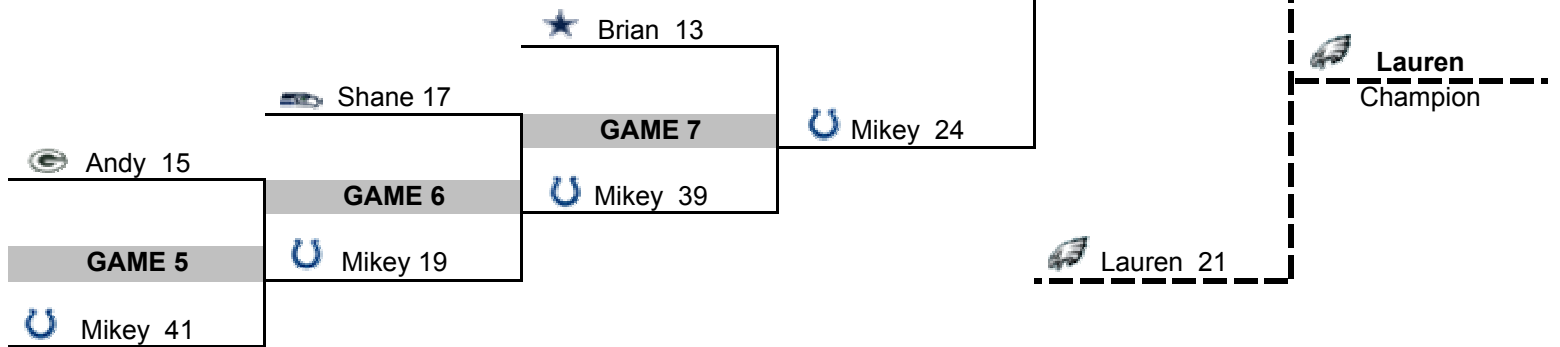 Brian 13
Lauren
Shane 17
Champion
GAME 7
Mikey 24
Andy 15
GAME 6
Mikey 39
GAME 5
Mikey 19
Lauren 21
Mikey 41